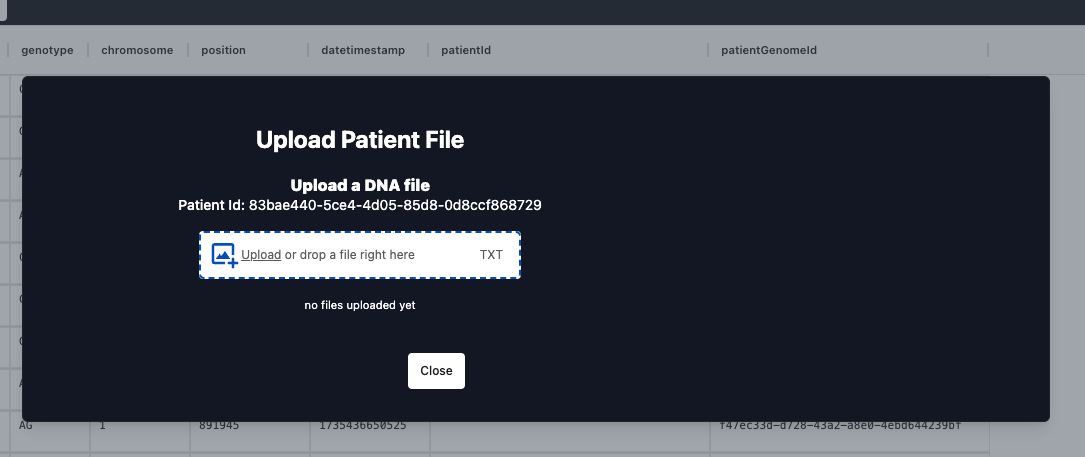 genotype chromosome position datetimestamp patientId patientGenomeId
Upload Patient File
Upload a DNA file
Patient Id: 83bae440-5ce4-4d05-85d8-0d8ccf868729
Upload or drop a file right here TXT
no files uploaded yet
Close
AG 1 891945 1735436650525 f47ec33d-d728-43a2-a8e0-4ebd644239bf